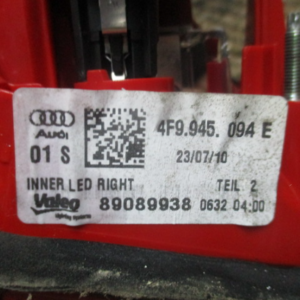 Audi
4F9.945. 094 E
01 S
23/07/10
INNER LED RIGHT TEIL 2
Valeo 89089938 0632 04:00